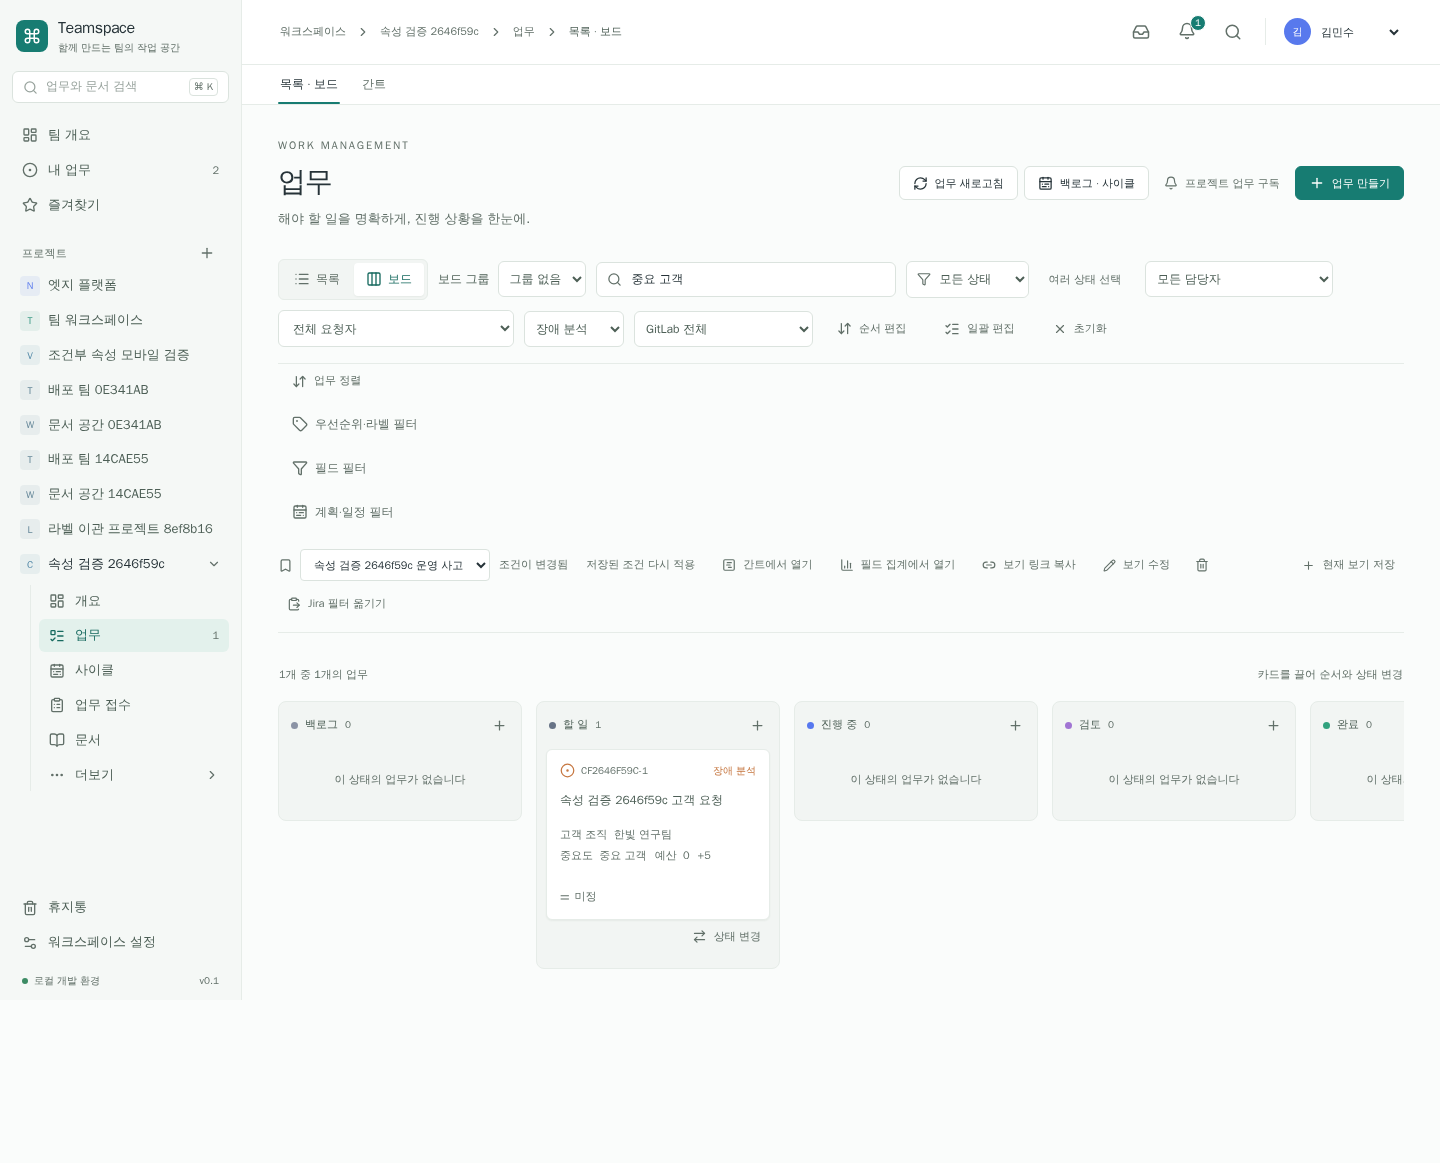 Teamspace
함께 만드는 팀의 작업 공간
업무와 문서 검색 ⌘ K
팀 개요
내 업무 2
즐겨찾기
프로젝트
N 엣지 플랫폼
T 팀 워크스페이스
V 조건부 속성 모바일 검증
T 배포 팀 0E341AB
W 문서 공간 0E341AB
T 배포 팀 14CAE55
W 문서 공간 14CAE55
L 라벨 이관 프로젝트 8ef8b16
C 속성 검증 2646f59c
개요
업무 1
사이클
업무 접수
문서
더보기
휴지통
워크스페이스 설정
로컬 개발 환경 v0.1
워크스페이스 속성 검증 2646f59c 업무 목록 · 보드
1 김 김민수
목록 · 보드 간트
WORK MANAGEMENT
업무
해야 할 일을 명확하게, 진행 상황을 한눈에.
업무 새로고침 백로그 · 사이클 프로젝트 업무 구독 업무 만들기
목록 보드 보드 그룹 그룹 없음 중요 고객 모든 상태 여러 상태 선택 모든 담당자
전체 요청자 장애 분석 GitLab 전체 순서 편집 일괄 편집 초기화
업무 정렬
우선순위·라벨 필터
필드 필터
계획·일정 필터
속성 검증 2646f59c 운영 사고 조건이 변경됨 저장된 조건 다시 적용 간트에서 열기 필드 집계에서 열기 보기 링크 복사 보기 수정 현재 보기 저장
Jira 필터 옮기기
1개 중 1개의 업무 카드를 끌어 순서와 상태 변경
백로그 0
이 상태의 업무가 없습니다
할 일 1
CF2646F59C-1 장애 분석
속성 검증 2646f59c 고객 요청
고객 조직 한빛 연구팀
중요도 중요 고객 예산 0 +5
미정
상태 변경
진행 중 0
이 상태의 업무가 없습니다
검토 0
이 상태의 업무가 없습니다
완료 0
이 상태